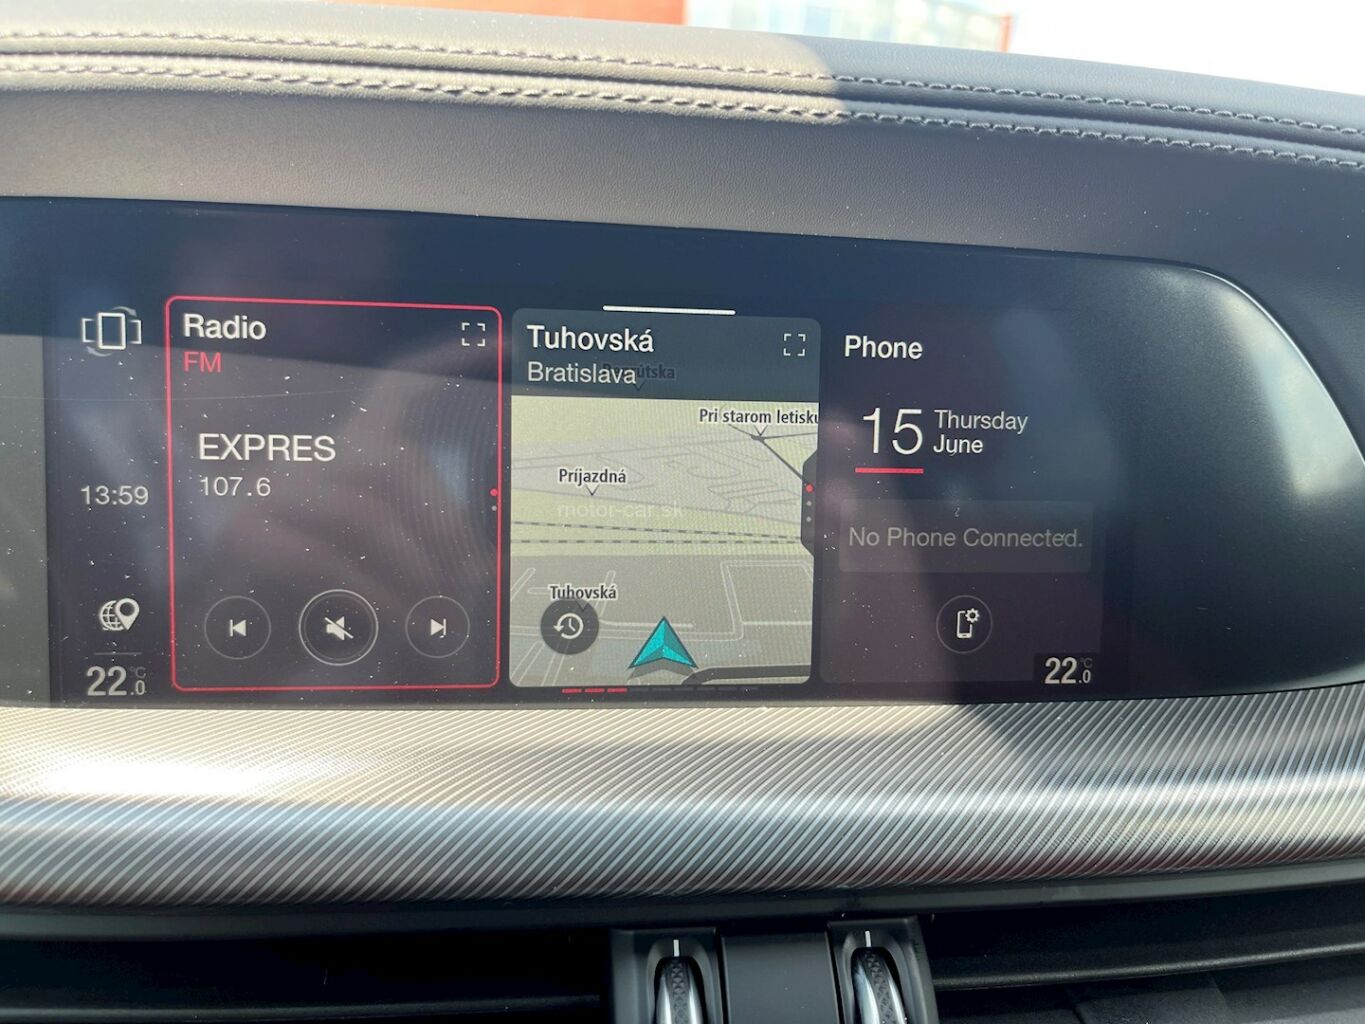 Radio
FM
EXPRES
107.6
13:59
22.0 °C
Tuhovská
Bratislava
Pri starom letisku
Príjazdná
motor-car.sk
Tuhovská
Phone
15 Thursday
June
No Phone Connected.
22.0 °C